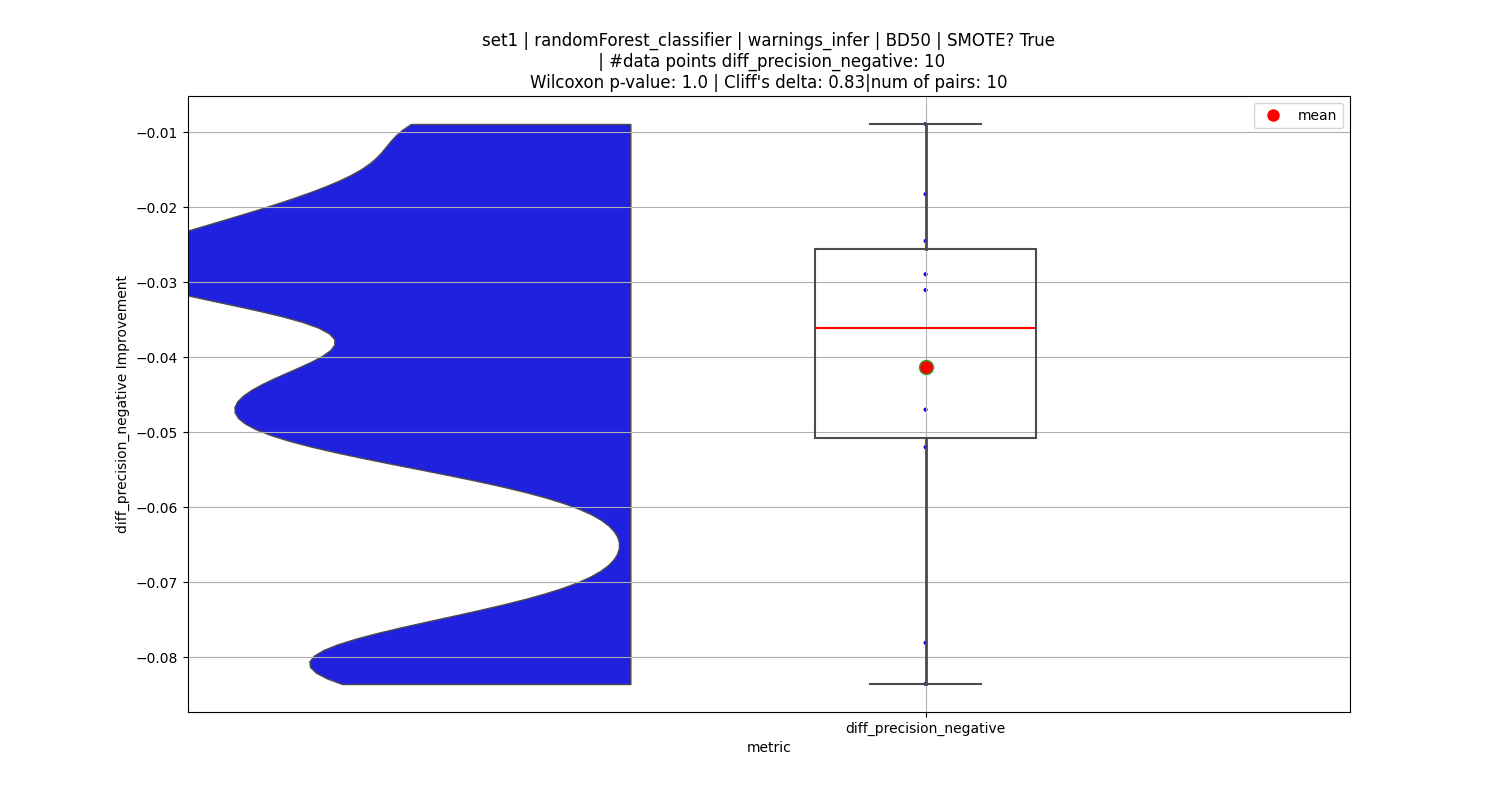 set1 | randomForest_classifier | warnings_infer | BD50 | SMOTE? True
| #data points diff_precision_negative: 10
Wilcoxon p-value: 1.0 | Cliff's delta: 0.83|num of pairs: 10
mean
−0.01
−0.02
−0.03
−0.04
−0.05
−0.06
−0.07
−0.08
diff_precision_negative Improvement
diff_precision_negative
metric